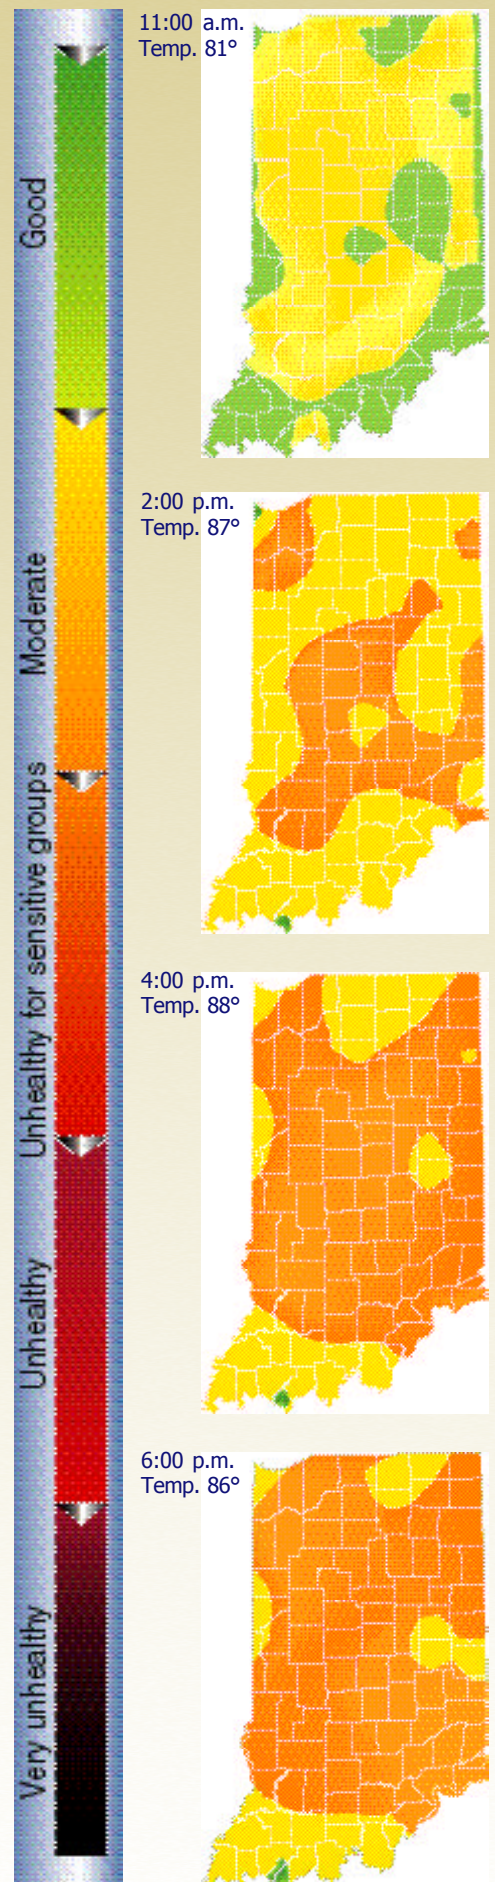 11:00 a.m.
Temp. 81°
Good
2:00 p.m.
Temp. 87°
Moderate
Unhealthy for sensitive groups
4:00 p.m.
Temp. 88°
Unhealthy
6:00 p.m.
Temp. 86°
Very unhealthy